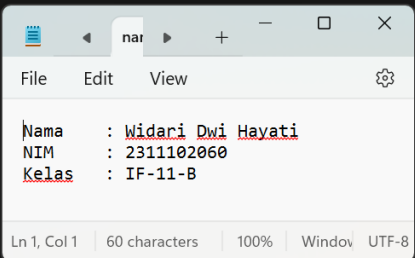 nar
File Edit View
Nama : Widari Dwi Hayati
NIM : 2311102060
Kelas : IF-11-B
Ln 1, Col 1 60 characters 100% Window UTF-8